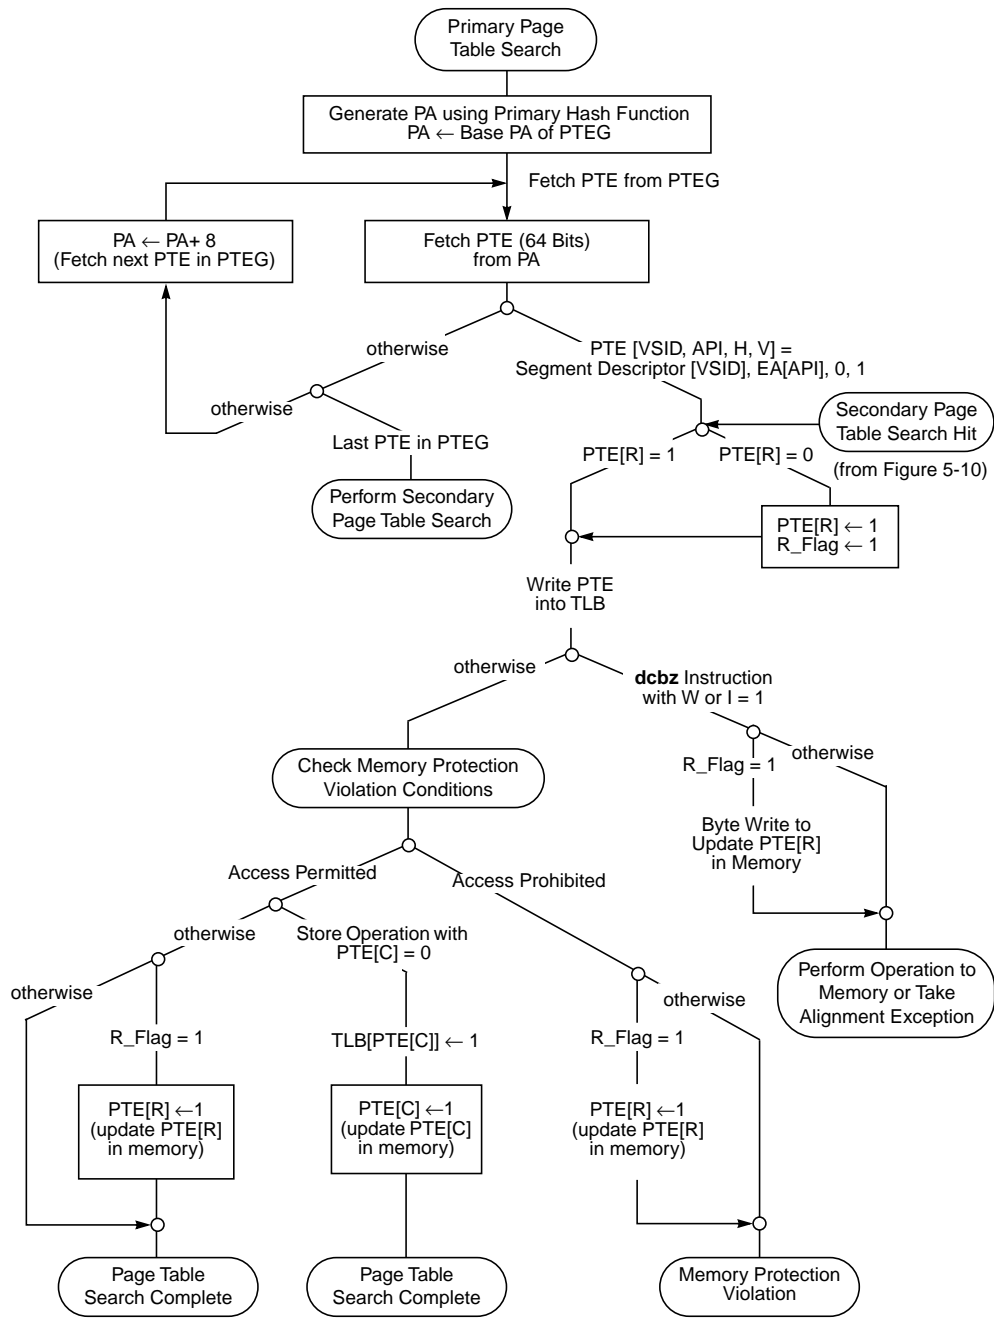 Primary Page
Table Search
Generate PA using Primary Hash Function
PA ← Base PA of PTEG
Fetch PTE from PTEG
PA ← PA+ 8
(Fetch next PTE in PTEG)
Fetch PTE (64 Bits)
from PA
otherwise
PTE [VSID, API, H, V] =
Segment Descriptor [VSID], EA[API], 0, 1
otherwise
Last PTE in PTEG
Perform Secondary
Page Table Search
Secondary Page
Table Search Hit
(from Figure 5-10)
PTE[R] = 1
PTE[R] = 0
PTE[R] ← 1
R_Flag ← 1
Write PTE
into TLB
otherwise
dcbz Instruction
with W or I = 1
Check Memory Protection
Violation Conditions
R_Flag = 1
otherwise
Byte Write to
Update PTE[R]
in Memory
Access Permitted
Access Prohibited
otherwise
Store Operation with
PTE[C] = 0
Perform Operation to
Memory or Take
Alignment Exception
otherwise
R_Flag = 1
TLB[PTE[C]] ← 1
R_Flag = 1
otherwise
PTE[R] ←1
(update PTE[R]
in memory)
PTE[C] ←1
(update PTE[C]
in memory)
PTE[R] ←1
(update PTE[R]
in memory)
Page Table
Search Complete
Page Table
Search Complete
Memory Protection
Violation